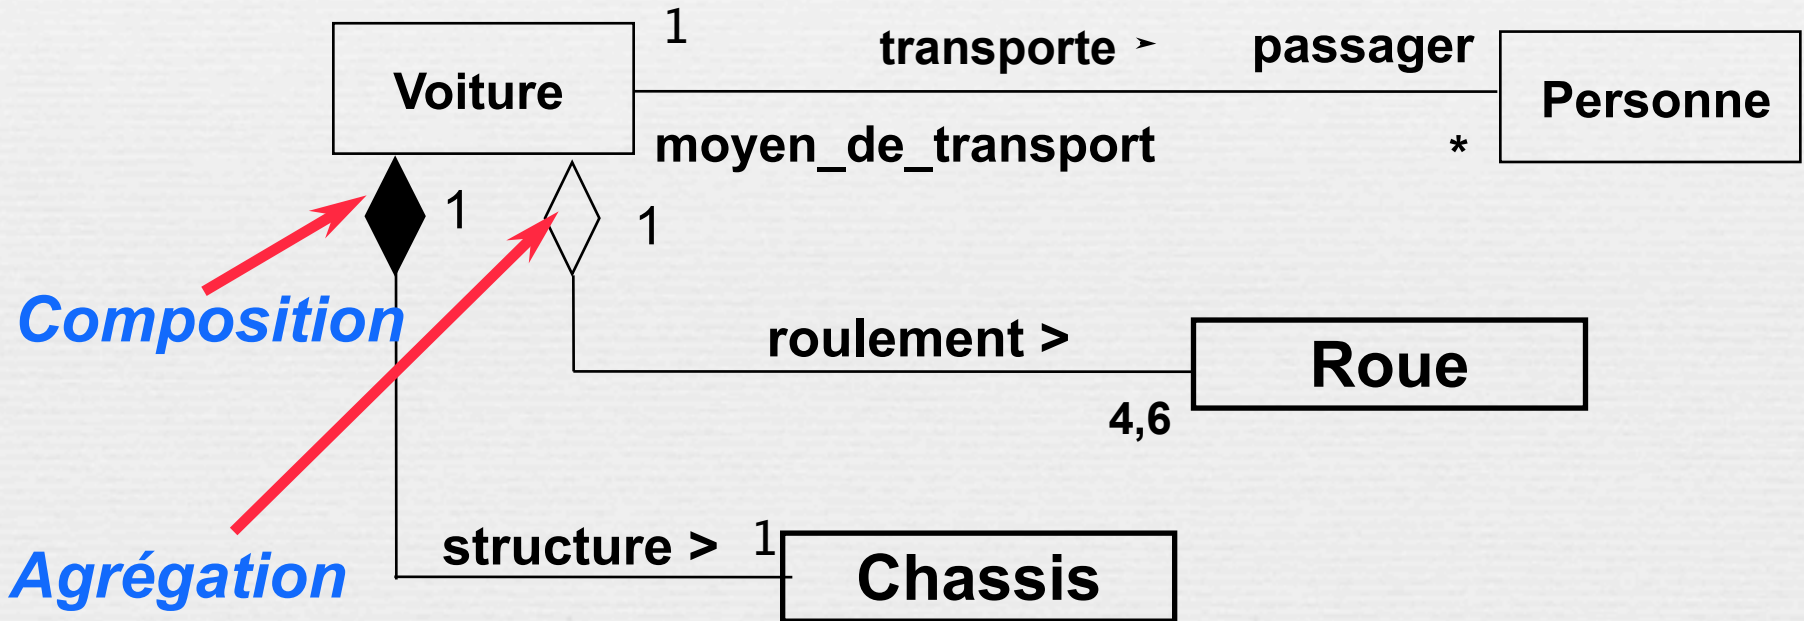 1
transporte ➤ passager
Voiture
Personne
moyen_de_transport
*
1
1
Composition
roulement >
Roue
4,6
structure > 1
Chassis
Agrégation